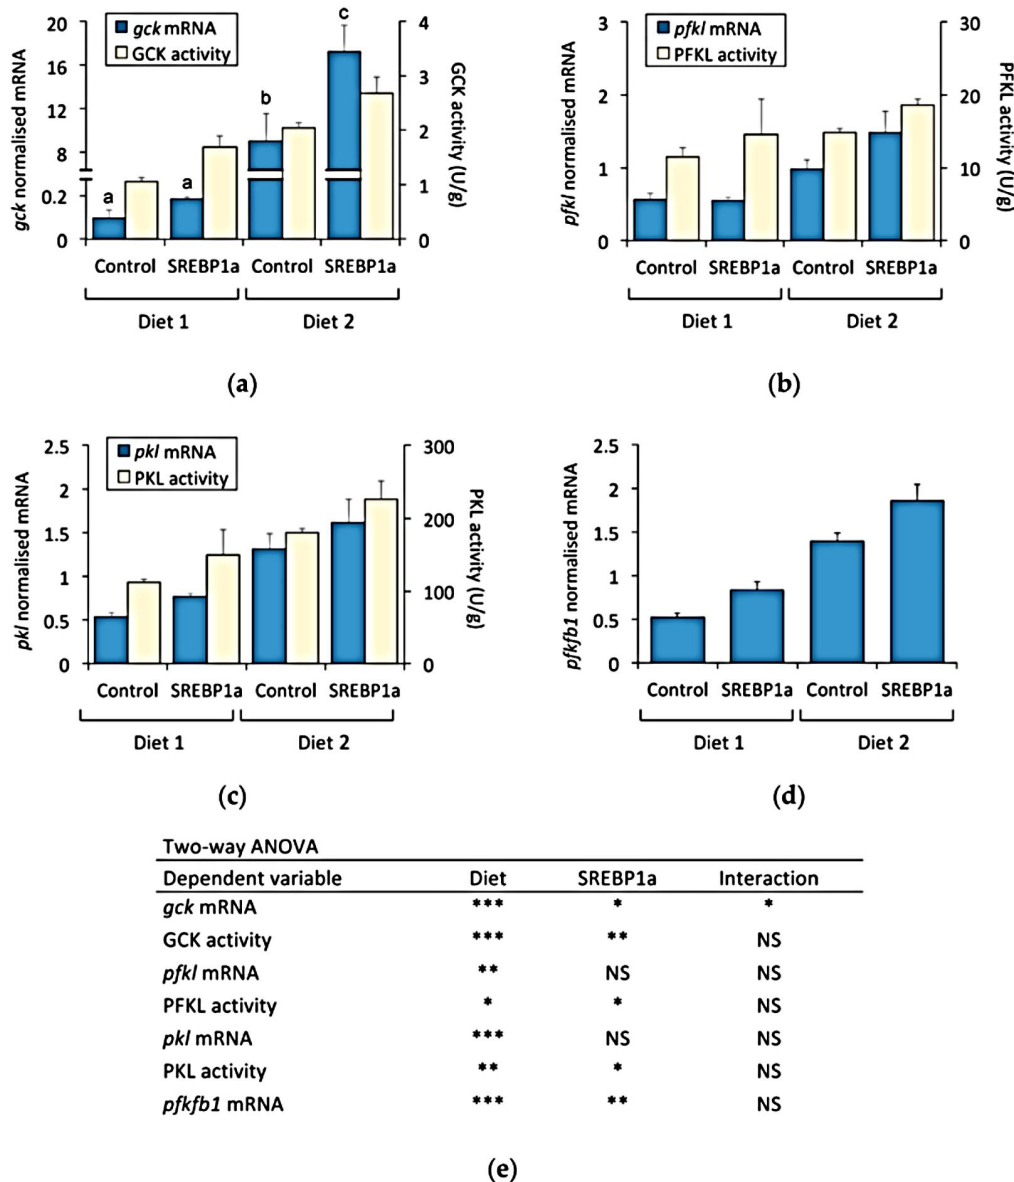 gck mRNA
GCK activity
gck normalised mRNA
20
16
12
8
0.2
0
a
a
b
c
4
3
2
1
0
GCK activity (U/g)
Control SREBP1a Control SREBP1a
Diet 1 Diet 2
(a)
pfkl mRNA
PFKL activity
pfkl normalised mRNA
3
2
1
0
30
20
10
0
PFKL activity (U/g)
Control SREBP1a Control SREBP1a
Diet 1 Diet 2
(b)
pkl mRNA
PKL activity
pkl normalised mRNA
2.5
2
1.5
1
0.5
0
300
200
100
0
PKL activity (U/g)
Control SREBP1a Control SREBP1a
Diet 1 Diet 2
(c)
pfkfb1 normalised mRNA
2.5
2
1.5
1
0.5
0
Control SREBP1a Control SREBP1a
Diet 1 Diet 2
(d)
Two-way ANOVA
Dependent variable Diet SREBP1a Interaction
gck mRNA *** * *
GCK activity *** ** NS
pfkl mRNA ** NS NS
PFKL activity * * NS
pkl mRNA *** NS NS
PKL activity ** * NS
pfkfb1 mRNA *** ** NS
(e)